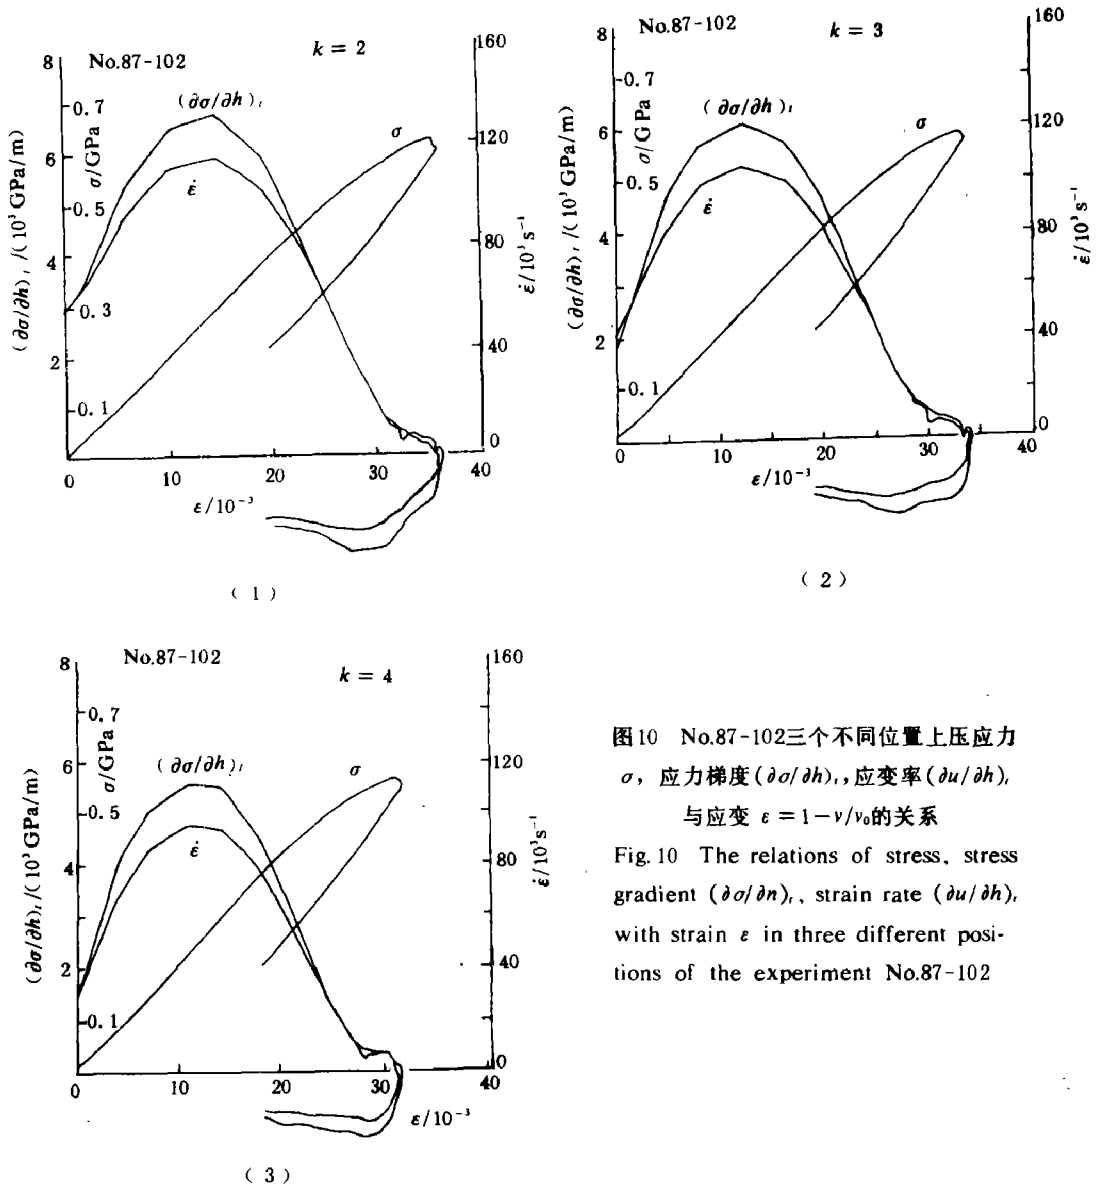 No.87-102
k = 2
8
6
4
2
(∂σ/∂h)ₜ/(10³GPa/m)
0.7
0.5
0.3
0.1
σ/GPa
(∂σ/∂h)ₜ
ε̇
σ
160
120
80
40
0
ε̇/10³s⁻¹
0 10 20 30 40
ε/10⁻³
(1)
No.87-102
k = 3
8
6
4
2
(∂σ/∂h)ₜ/(10³GPa/m)
0.7
0.5
0.1
σ/GPa
(∂σ/∂h)ₜ
ε̇
σ
160
120
80
40
0
ε̇/10³s⁻¹
0 10 20 30 40
ε/10⁻³
(2)
No.87-102
k = 4
8
6
4
2
(∂σ/∂h)ₜ/(10³GPa/m)
0.7
0.5
0.1
σ/GPa
(∂σ/∂h)ₜ
ε̇
σ
160
120
80
40
0
ε̇/10³s⁻¹
0 10 20 30 40
ε/10⁻³
(3)
图10 No.87-102三个不同位置上压应力
σ，应力梯度(∂σ/∂h)ₜ，应变率(∂u/∂h)ₜ
与应变 ε = 1−v/v₀的关系
Fig. 10 The relations of stress, stress
gradient (∂σ/∂n)ₜ, strain rate (∂u/∂h)ₜ
with strain ε in three different posi-
tions of the experiment No.87-102